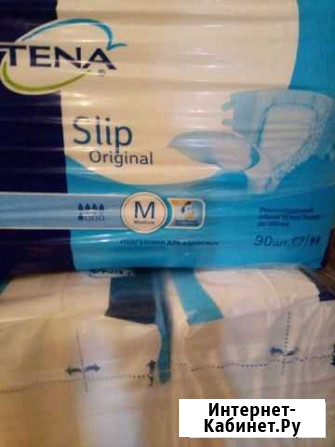 TENA
Slip
Original
M
Medium
подгузники для взрослых
30 шт.
Интернет-
Кабинет.Ру